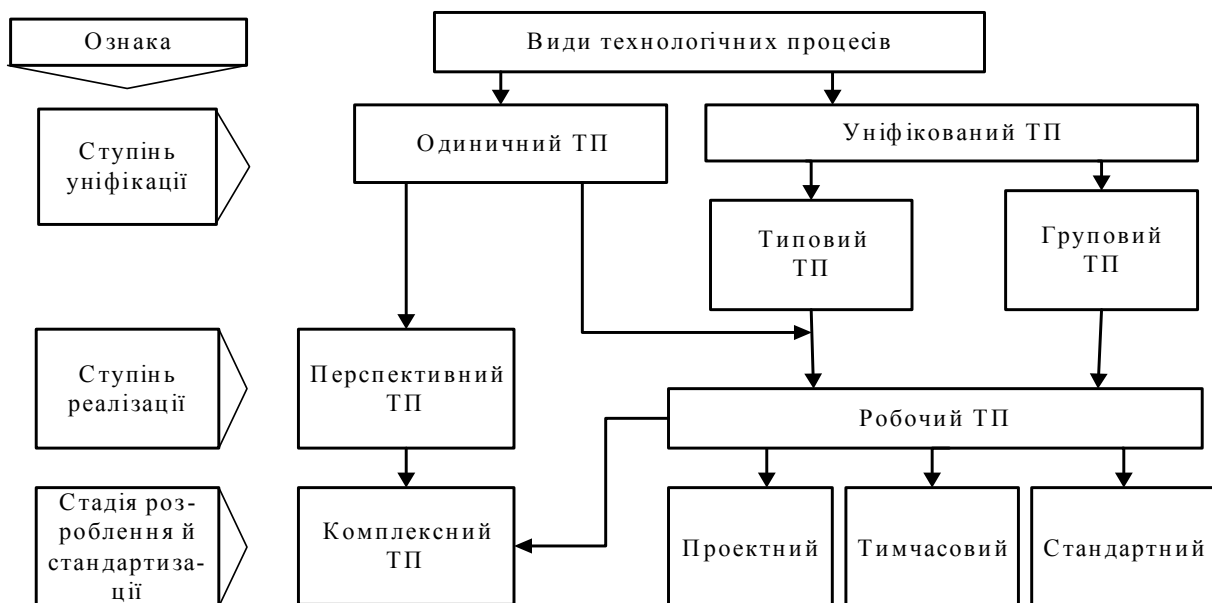 Ознака
Види технологічних процесів
Ступінь
уніфікації
Одиничний ТП
Уніфікований ТП
Типовий
ТП
Груповий
ТП
Ступінь
реалізації
Перспективний
ТП
Робочий ТП
Стадія роз-
роблення й
стандартиза-
ції
Комплексний
ТП
Проектний
Тимчасовий
Стандартний